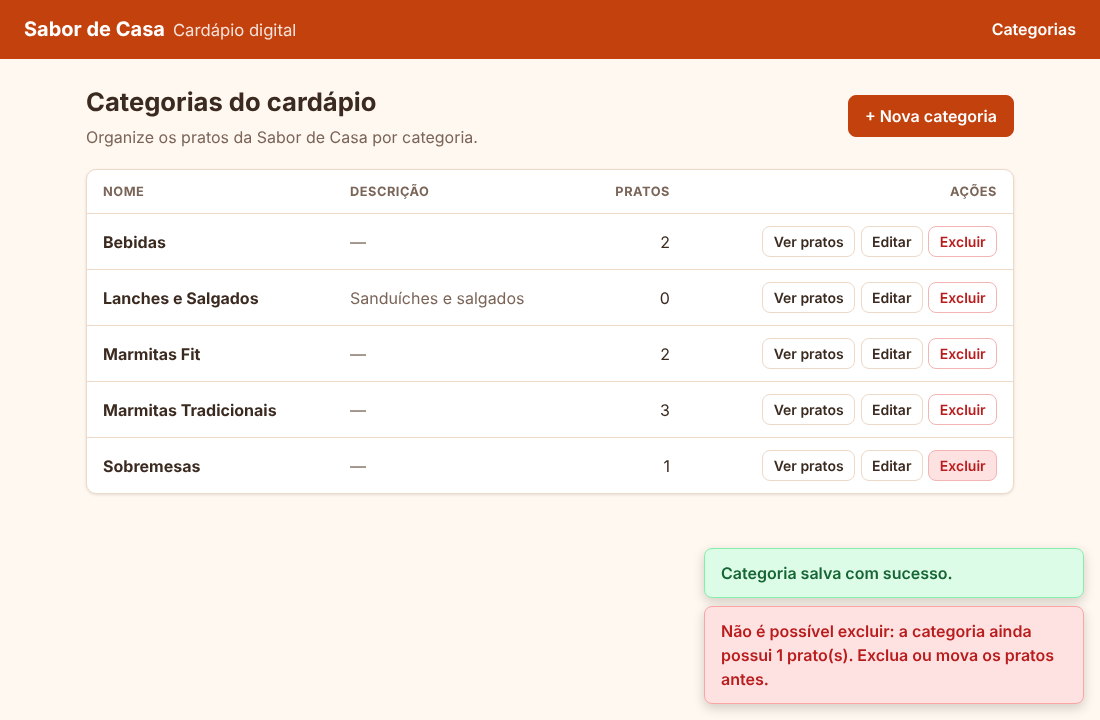 Sabor de Casa Cardápio digital Categorias
Categorias do cardápio
Organize os pratos da Sabor de Casa por categoria.
+ Nova categoria
NOME DESCRIÇÃO PRATOS AÇÕES
Bebidas — 2 Ver pratos Editar Excluir
Lanches e Salgados Sanduíches e salgados 0 Ver pratos Editar Excluir
Marmitas Fit — 2 Ver pratos Editar Excluir
Marmitas Tradicionais — 3 Ver pratos Editar Excluir
Sobremesas — 1 Ver pratos Editar Excluir
Categoria salva com sucesso.
Não é possível excluir: a categoria ainda
possui 1 prato(s). Exclua ou mova os pratos
antes.